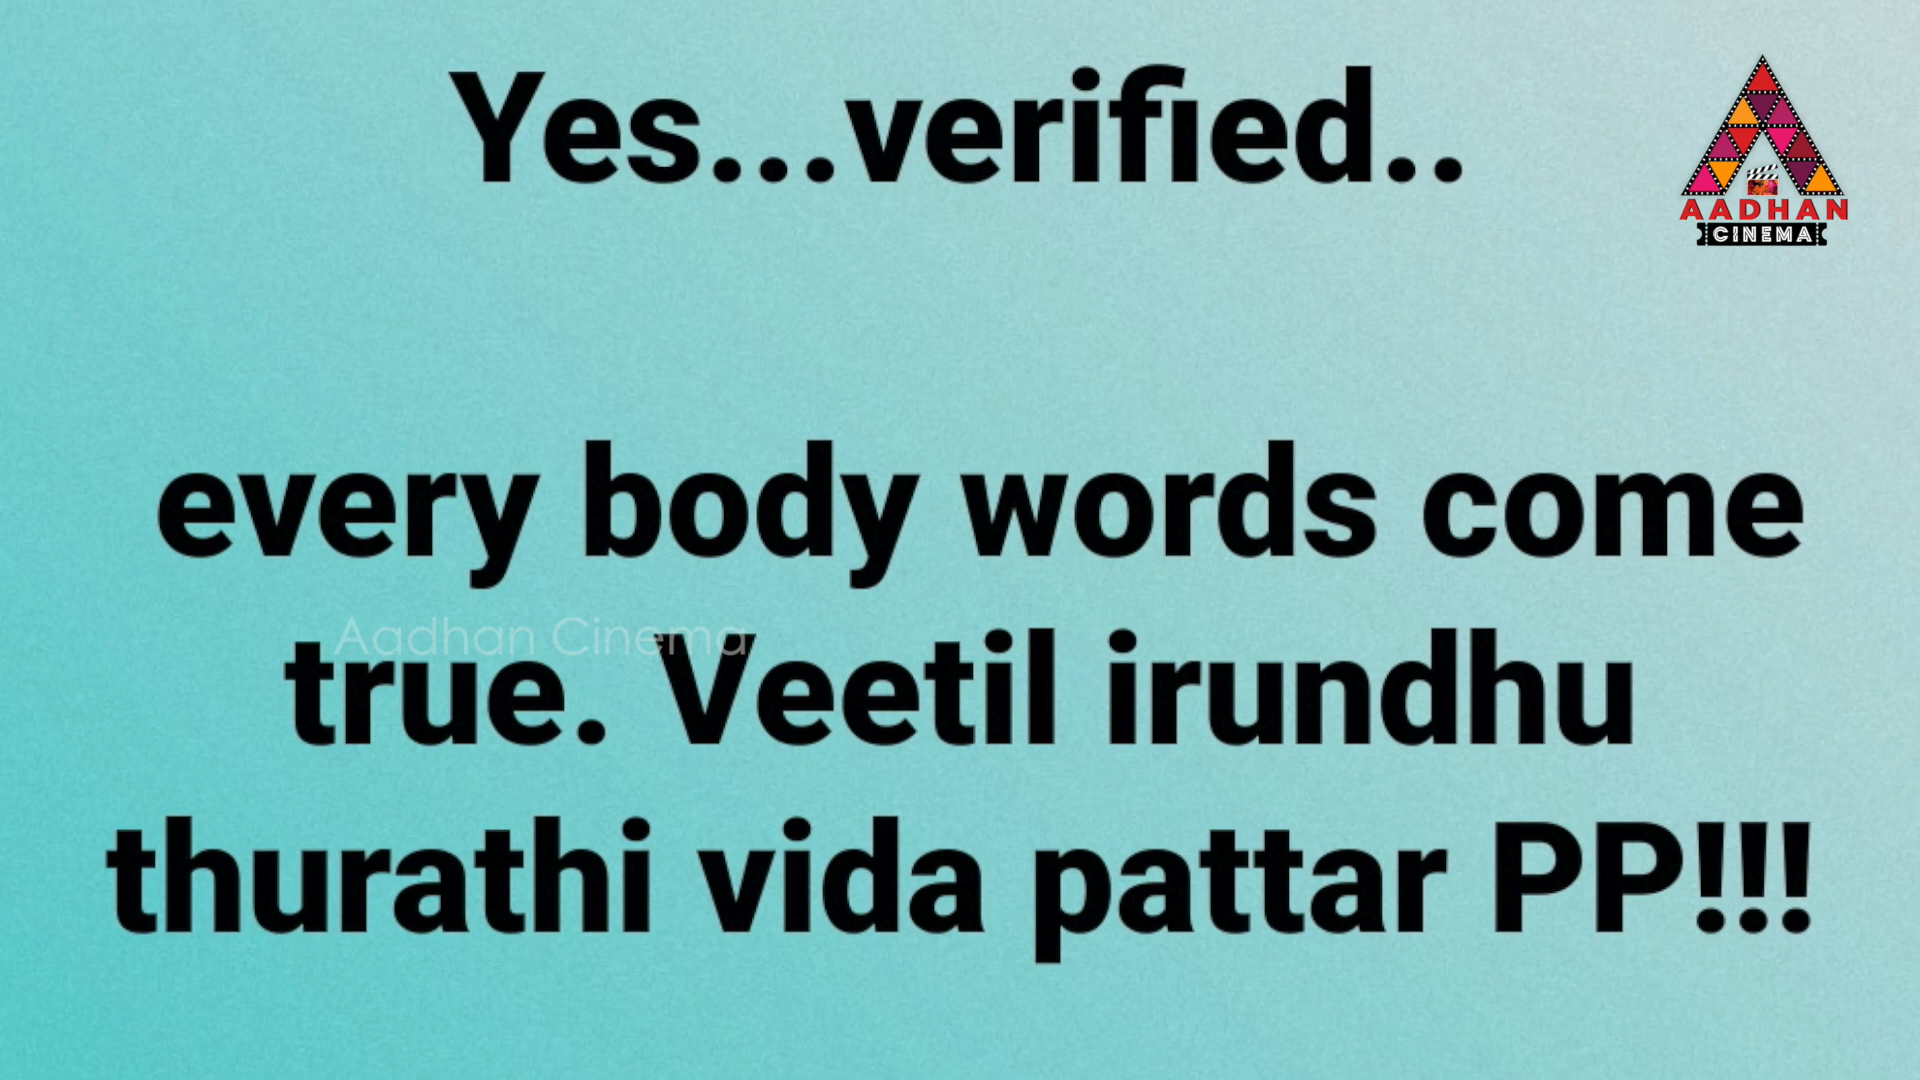 Yes...verified..
AADHAN
CINEMA
every body words come
Aadhan Cinema
true. Veetil irundhu
thurathi vida pattar PP!!!